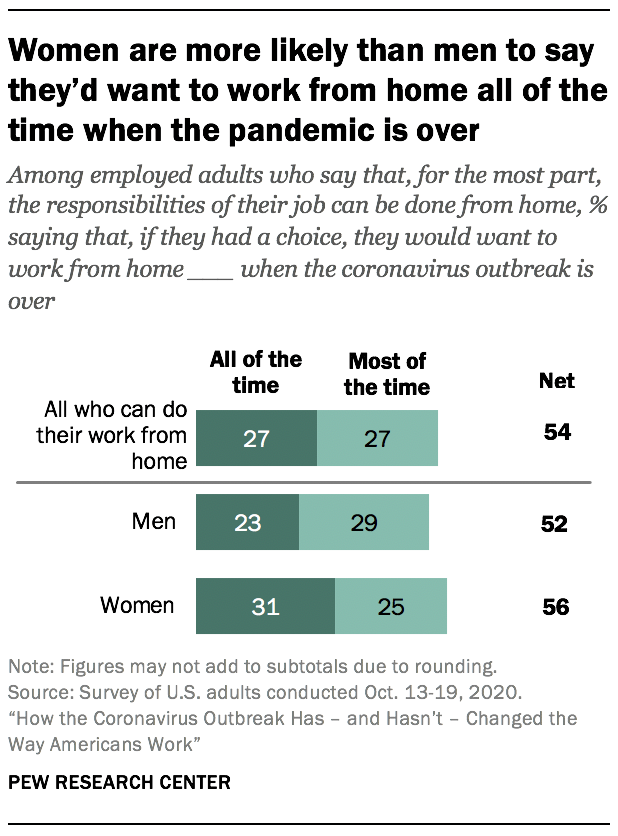 Women are more likely than men to say
they’d want to work from home all of the
time when the pandemic is over
Among employed adults who say that, for the most part,
the responsibilities of their job can be done from home, %
saying that, if they had a choice, they would want to
work from home ___ when the coronavirus outbreak is
over
All of the
time
Most of
the time
Net
All who can do
their work from
home
27
27
54
Men
23
29
52
Women
31
25
56
Note: Figures may not add to subtotals due to rounding.
Source: Survey of U.S. adults conducted Oct. 13-19, 2020.
“How the Coronavirus Outbreak Has – and Hasn’t – Changed the
Way Americans Work”
PEW RESEARCH CENTER